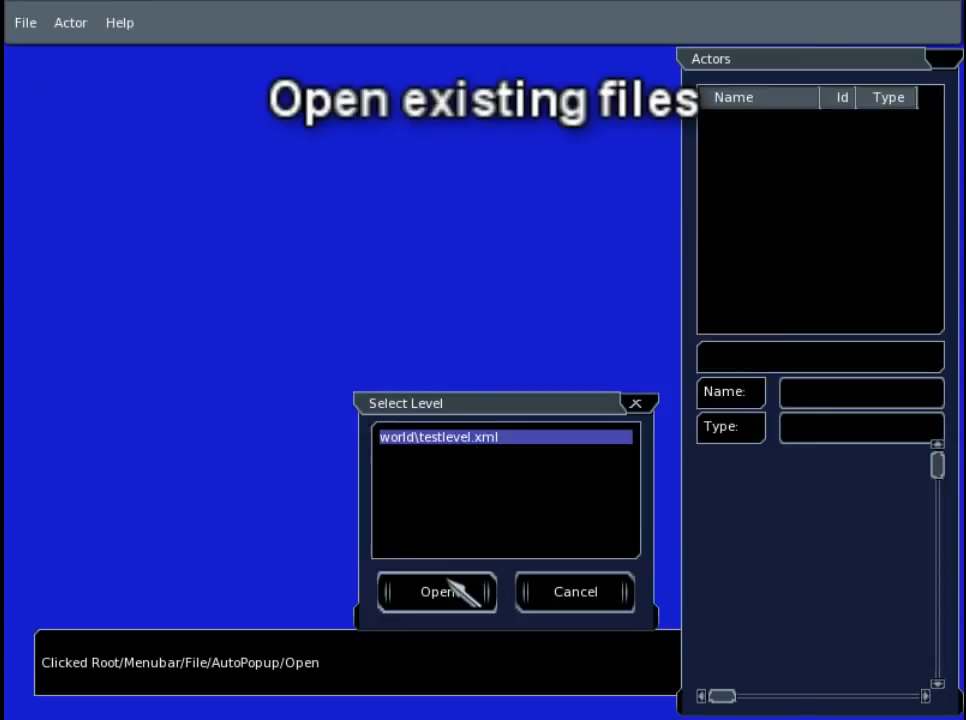 File Actor Help
Actors
Open existing files
Name Id Type
Name:
Type:
Select Level
world\testlevel.xml
Open
Cancel
Clicked Root/Menubar/File/AutoPopup/Open